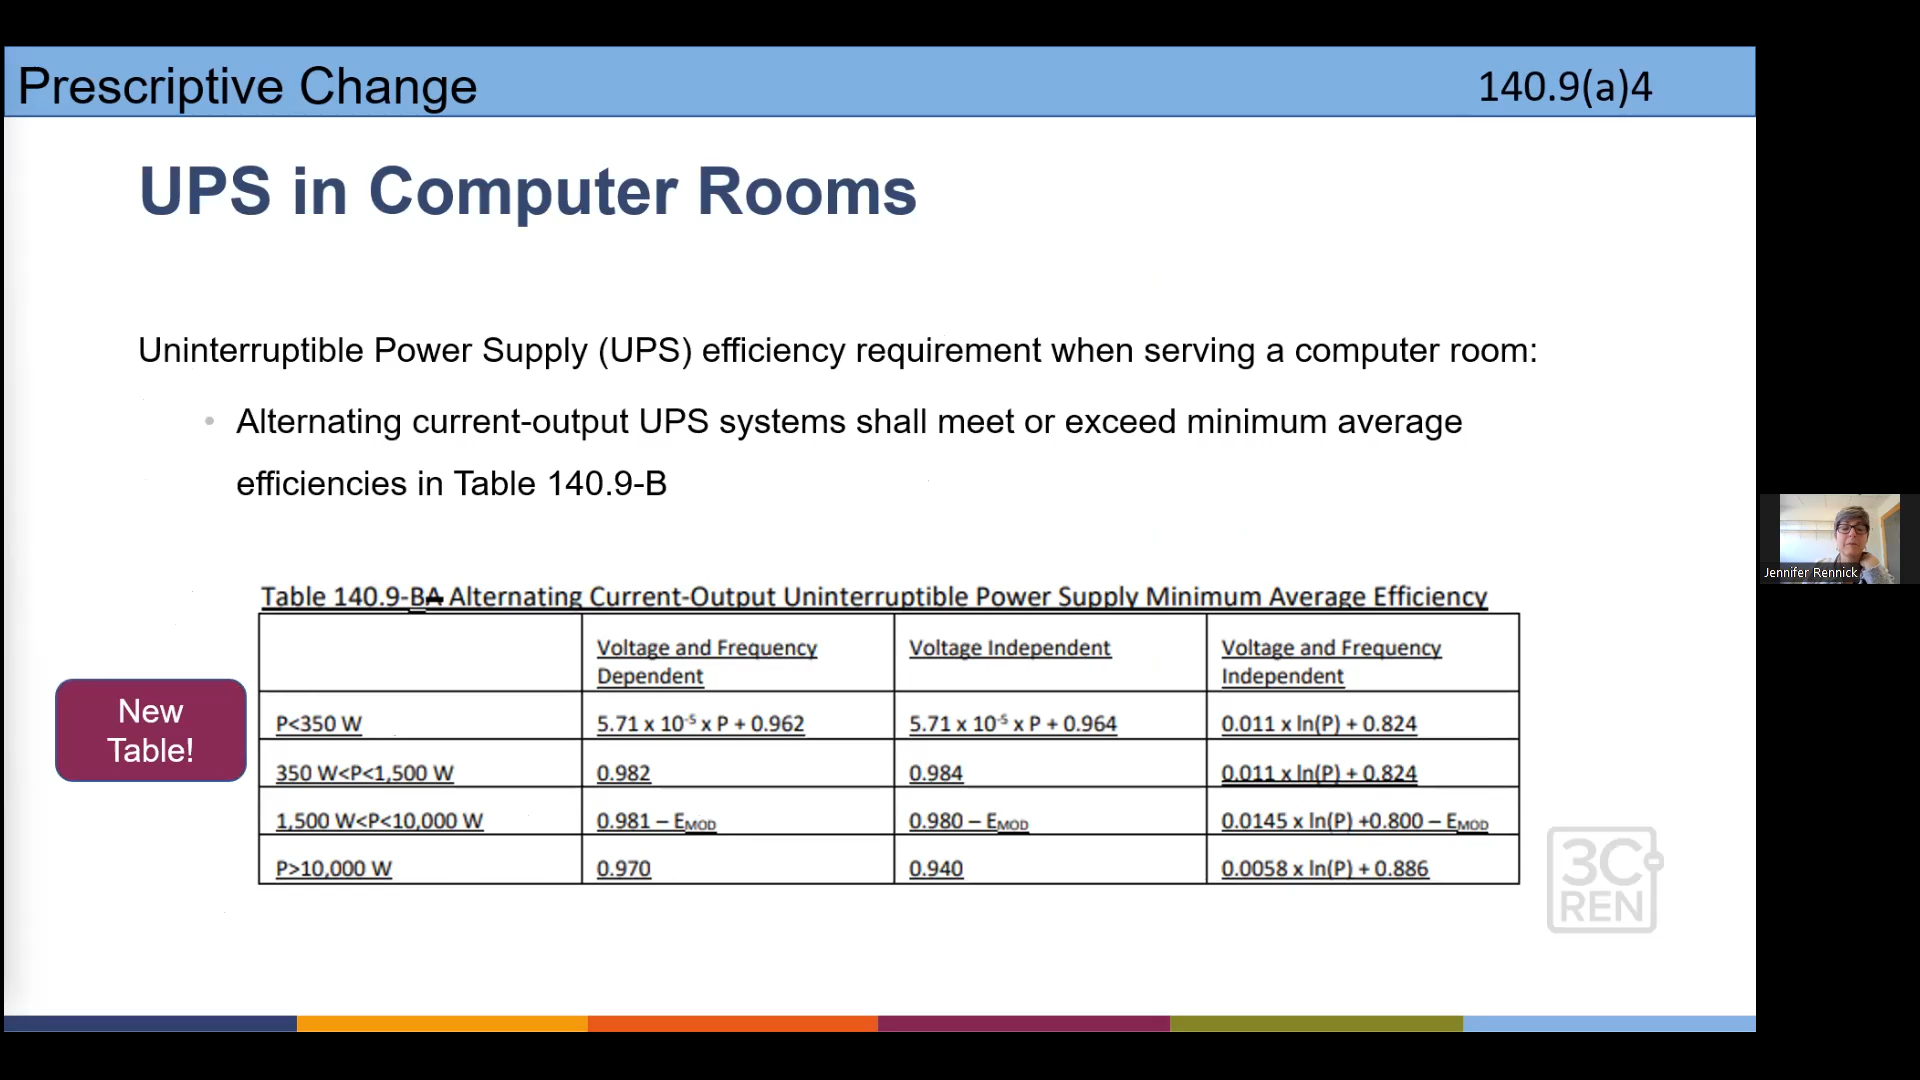 Prescriptive Change 140.9(a)4
UPS in Computer Rooms
Uninterruptible Power Supply (UPS) efficiency requirement when serving a computer room:
• Alternating current-output UPS systems shall meet or exceed minimum average
efficiencies in Table 140.9-B
Table 140.9-BA Alternating Current-Output Uninterruptible Power Supply Minimum Average Efficiency
Voltage and Frequency
Dependent
Voltage Independent
Voltage and Frequency
Independent
P<350 W 5.71 x 10⁻⁵ x P + 0.962 5.71 x 10⁻⁵ x P + 0.964 0.011 x ln(P) + 0.824
350 W<P<1,500 W 0.982 0.984 0.011 x ln(P) + 0.824
1,500 W<P<10,000 W 0.981 – EMOD 0.980 – EMOD 0.0145 x ln(P) +0.800 – EMOD
P>10,000 W 0.970 0.940 0.0058 x ln(P) + 0.886
New
Table!
3C
REN
Jennifer Rennick